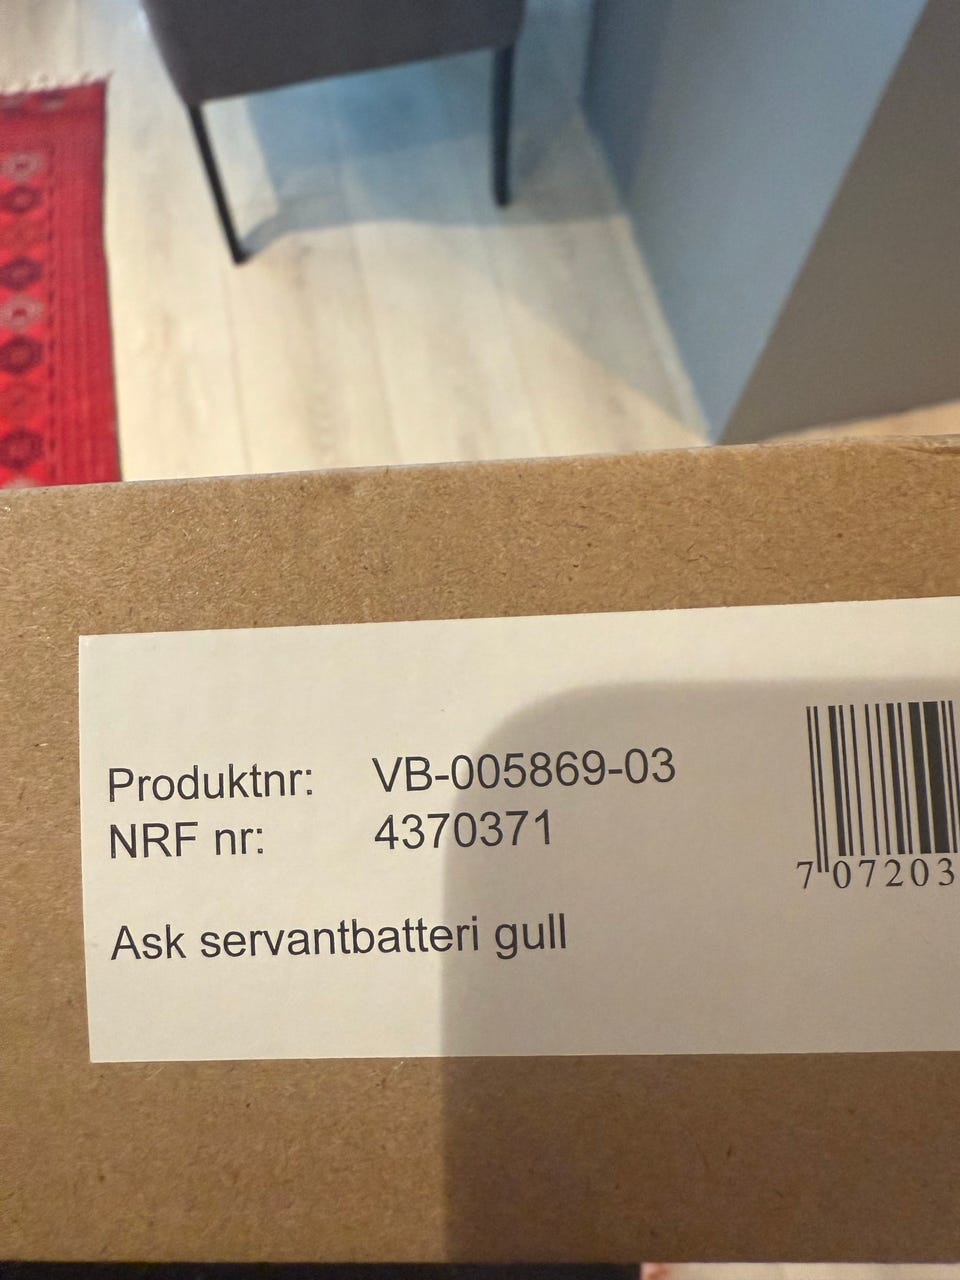 Produktnr: VB-005869-03
NRF nr: 4370371
Ask servantbatteri gull
7 07203